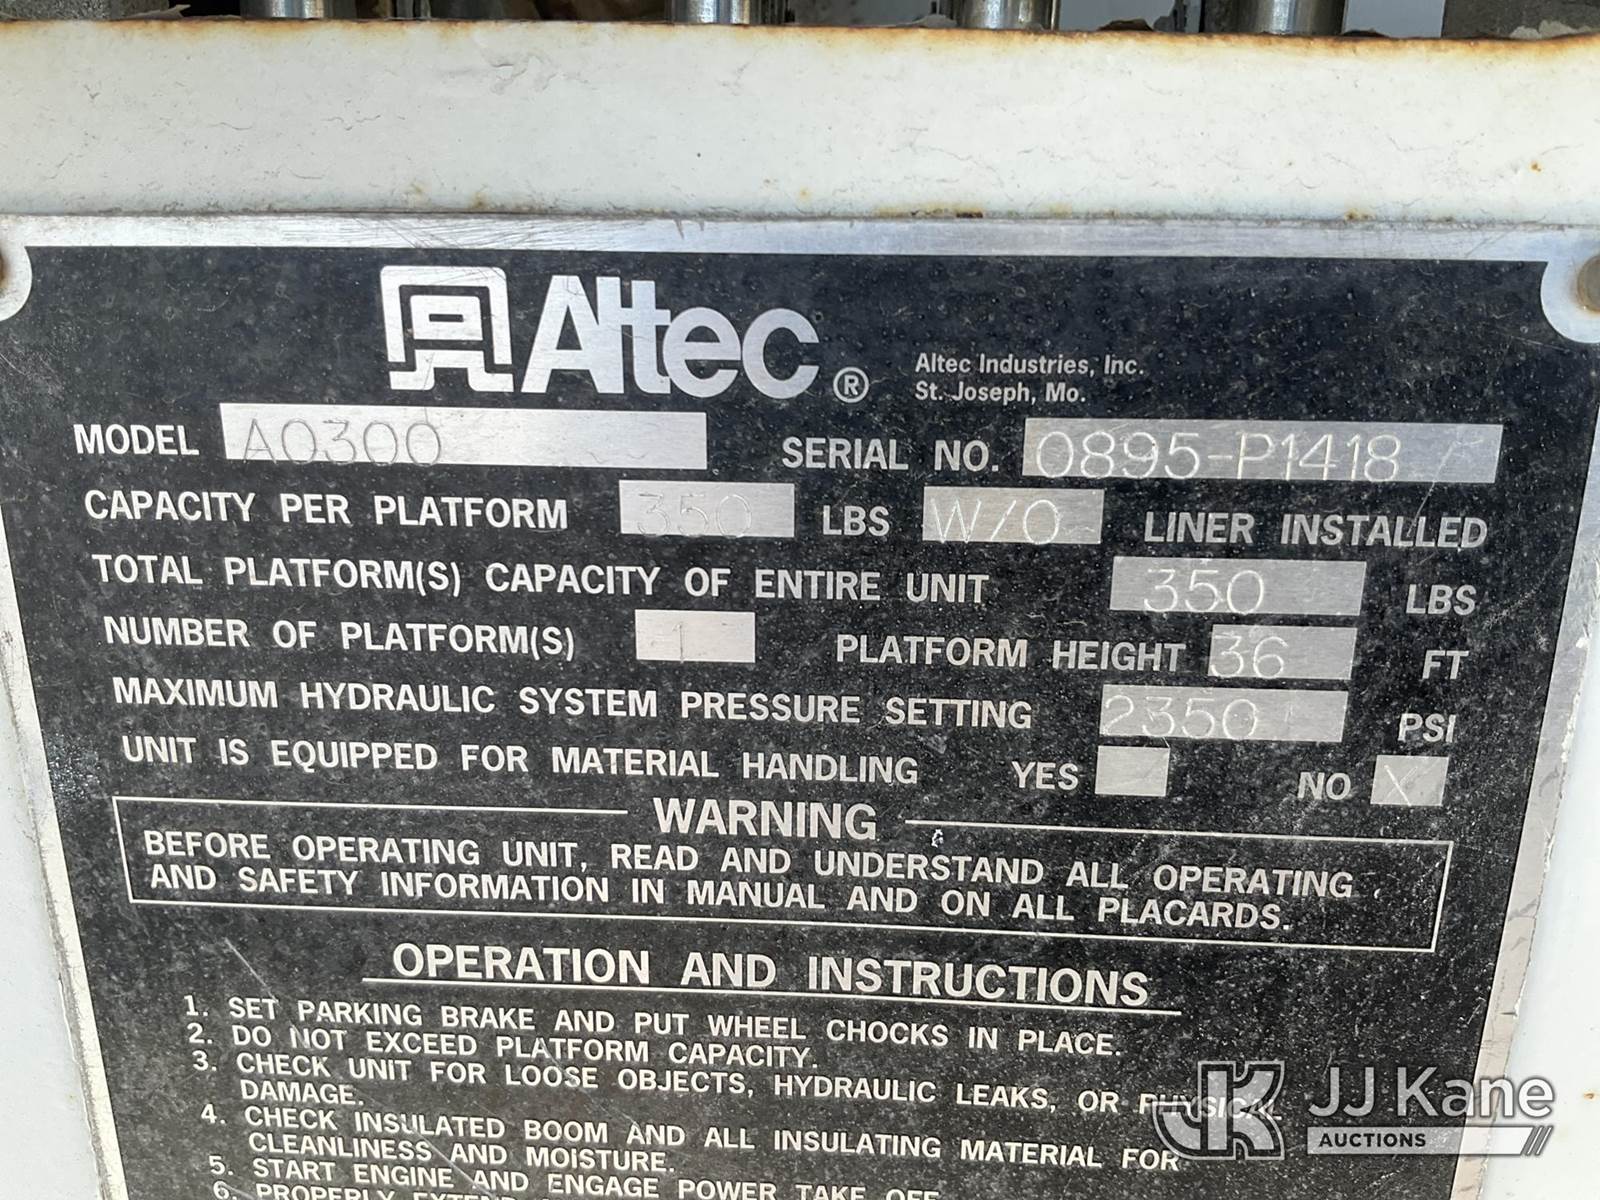 Altec®
Altec Industries, Inc.
St. Joseph, Mo.
MODEL AO300
SERIAL NO. 0895-P1418
CAPACITY PER PLATFORM 350 LBS W/O LINER INSTALLED
TOTAL PLATFORM(S) CAPACITY OF ENTIRE UNIT 350 LBS
NUMBER OF PLATFORM(S) 1 PLATFORM HEIGHT 36 FT
MAXIMUM HYDRAULIC SYSTEM PRESSURE SETTING 2350 PSI
UNIT IS EQUIPPED FOR MATERIAL HANDLING YES NO X
WARNING
BEFORE OPERATING UNIT, READ AND UNDERSTAND ALL OPERATING
AND SAFETY INFORMATION IN MANUAL AND ON ALL PLACARDS.
OPERATION AND INSTRUCTIONS
1. SET PARKING BRAKE AND PUT WHEEL CHOCKS IN PLACE.
2. DO NOT EXCEED PLATFORM CAPACITY.
3. CHECK UNIT FOR LOOSE OBJECTS, HYDRAULIC LEAKS, OR PHYSICAL
DAMAGE.
4. CHECK INSULATED BOOM AND ALL INSULATING MATERIAL FOR
CLEANLINESS AND MOISTURE.
5. START ENGINE AND ENGAGE POWER TAKE OFF.
6. PROPERLY
JK JJ Kane
AUCTIONS